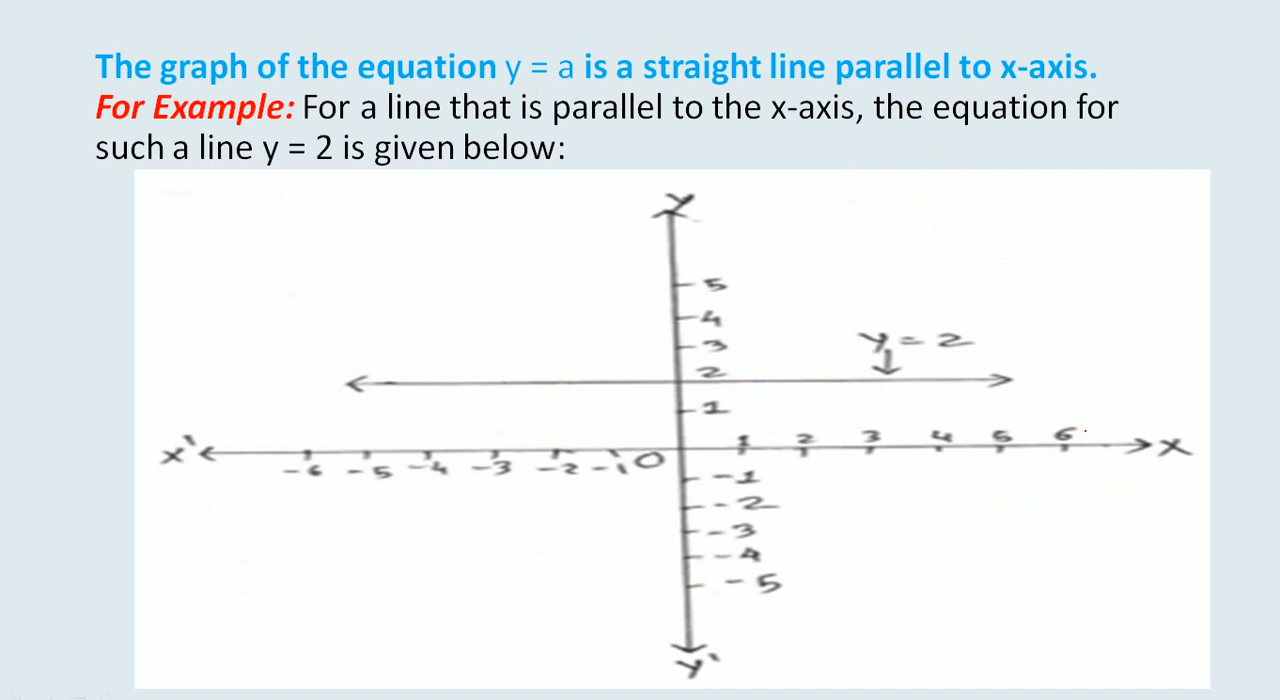 The graph of the equation y = a is a straight line parallel to x-axis.
For Example: For a line that is parallel to the x-axis, the equation for
such a line y = 2 is given below:
Y
5
4
3
y = 2
2
1
X' -6 -5 -4 -3 -2 -1 O 1 2 3 4 5 6 X
-1
-2
-3
-4
-5
Y'